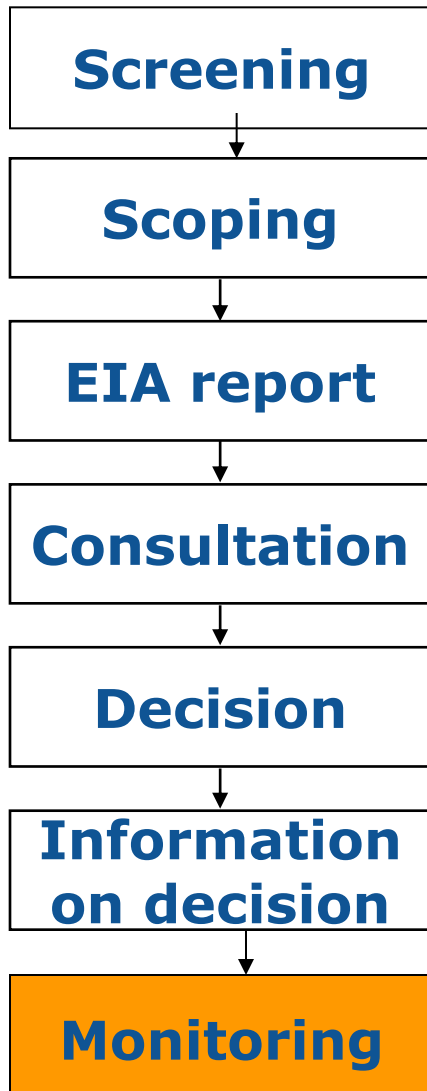 Screening
Scoping
EIA report
Consultation
Decision
Information
on decision
Monitoring